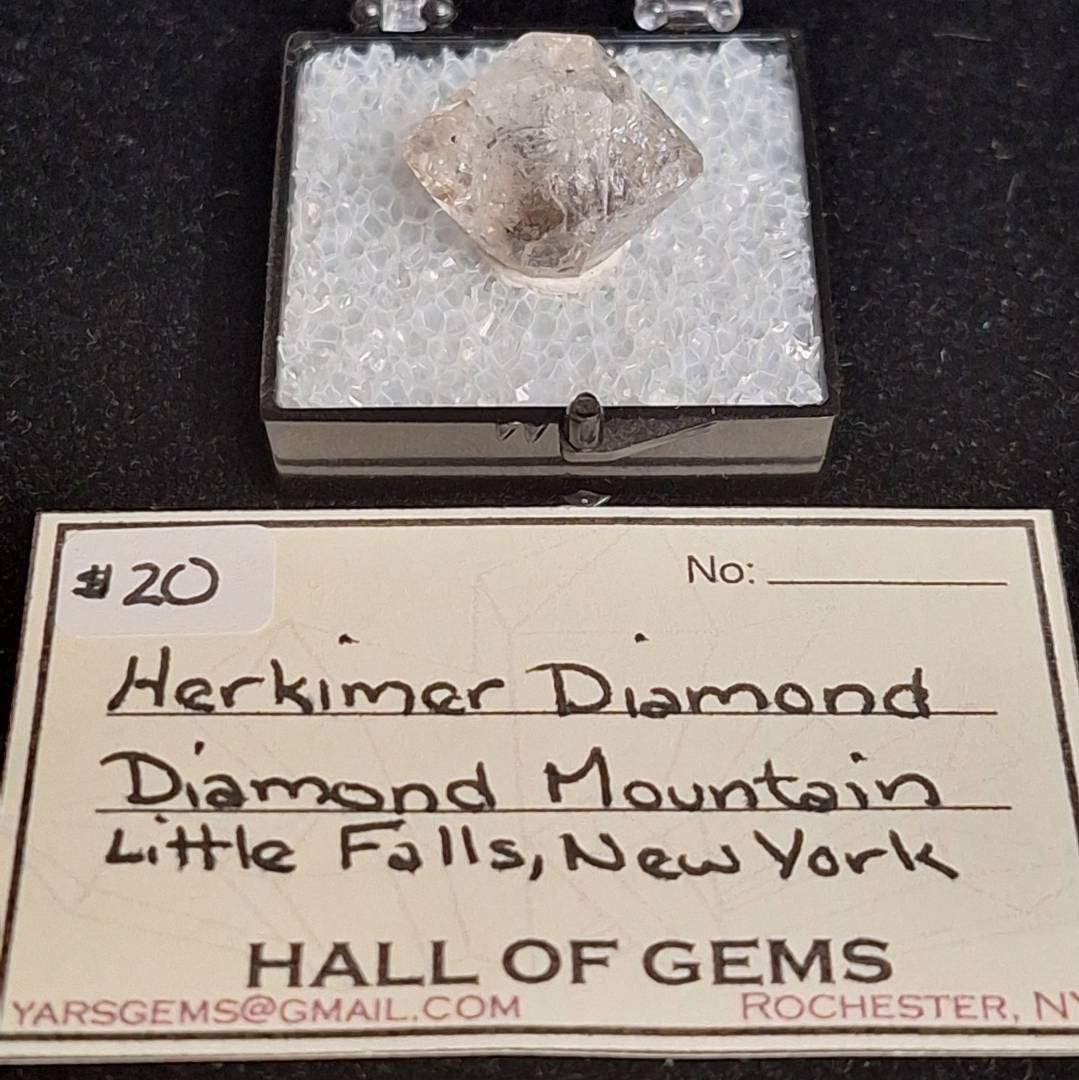 $20
No:
Herkimer Diamond
Diamond Mountain
Little Falls, New York
HALL OF GEMS
YARSGEMS@GMAIL.COM ROCHESTER, NY